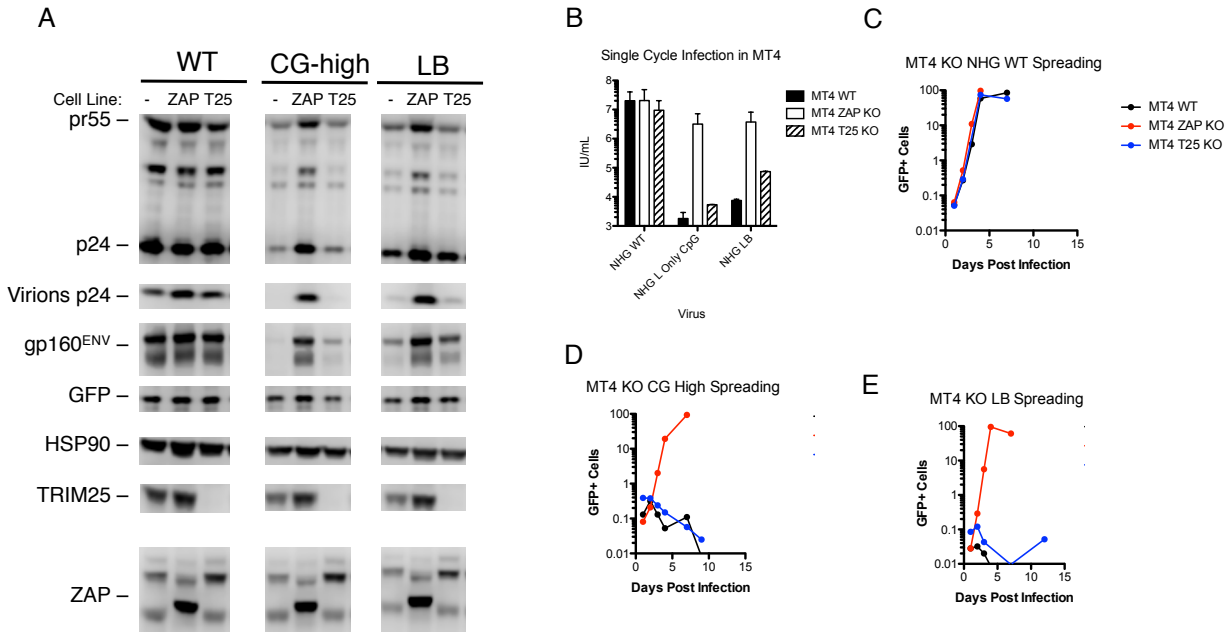 A
WT
CG-high
LB
Cell Line:
- ZAP T25
- ZAP T25
- ZAP T25
pr55 –
p24 –
Virions p24 –
gp160ENV –
GFP –
HSP90 –
TRIM25 –
ZAP –
B
Single Cycle Infection in MT4
8
7
6
5
4
3
IU/mL
NHG WT
NHG L Only CpG
NHG LB
Virus
MT4 WT
MT4 ZAP KO
MT4 T25 KO
C
MT4 KO NHG WT Spreading
100
10
1
0.1
0.01
GFP+ Cells
0 5 10 15
Days Post Infection
MT4 WT
MT4 ZAP KO
MT4 T25 KO
D
MT4 KO CG High Spreading
100
10
1
0.1
0.01
GFP+ Cells
0 5 10 15
Days Post Infection
E
MT4 KO LB Spreading
100
10
1
0.1
0.01
GFP+ Cells
0 5 10 15
Days Post Infection